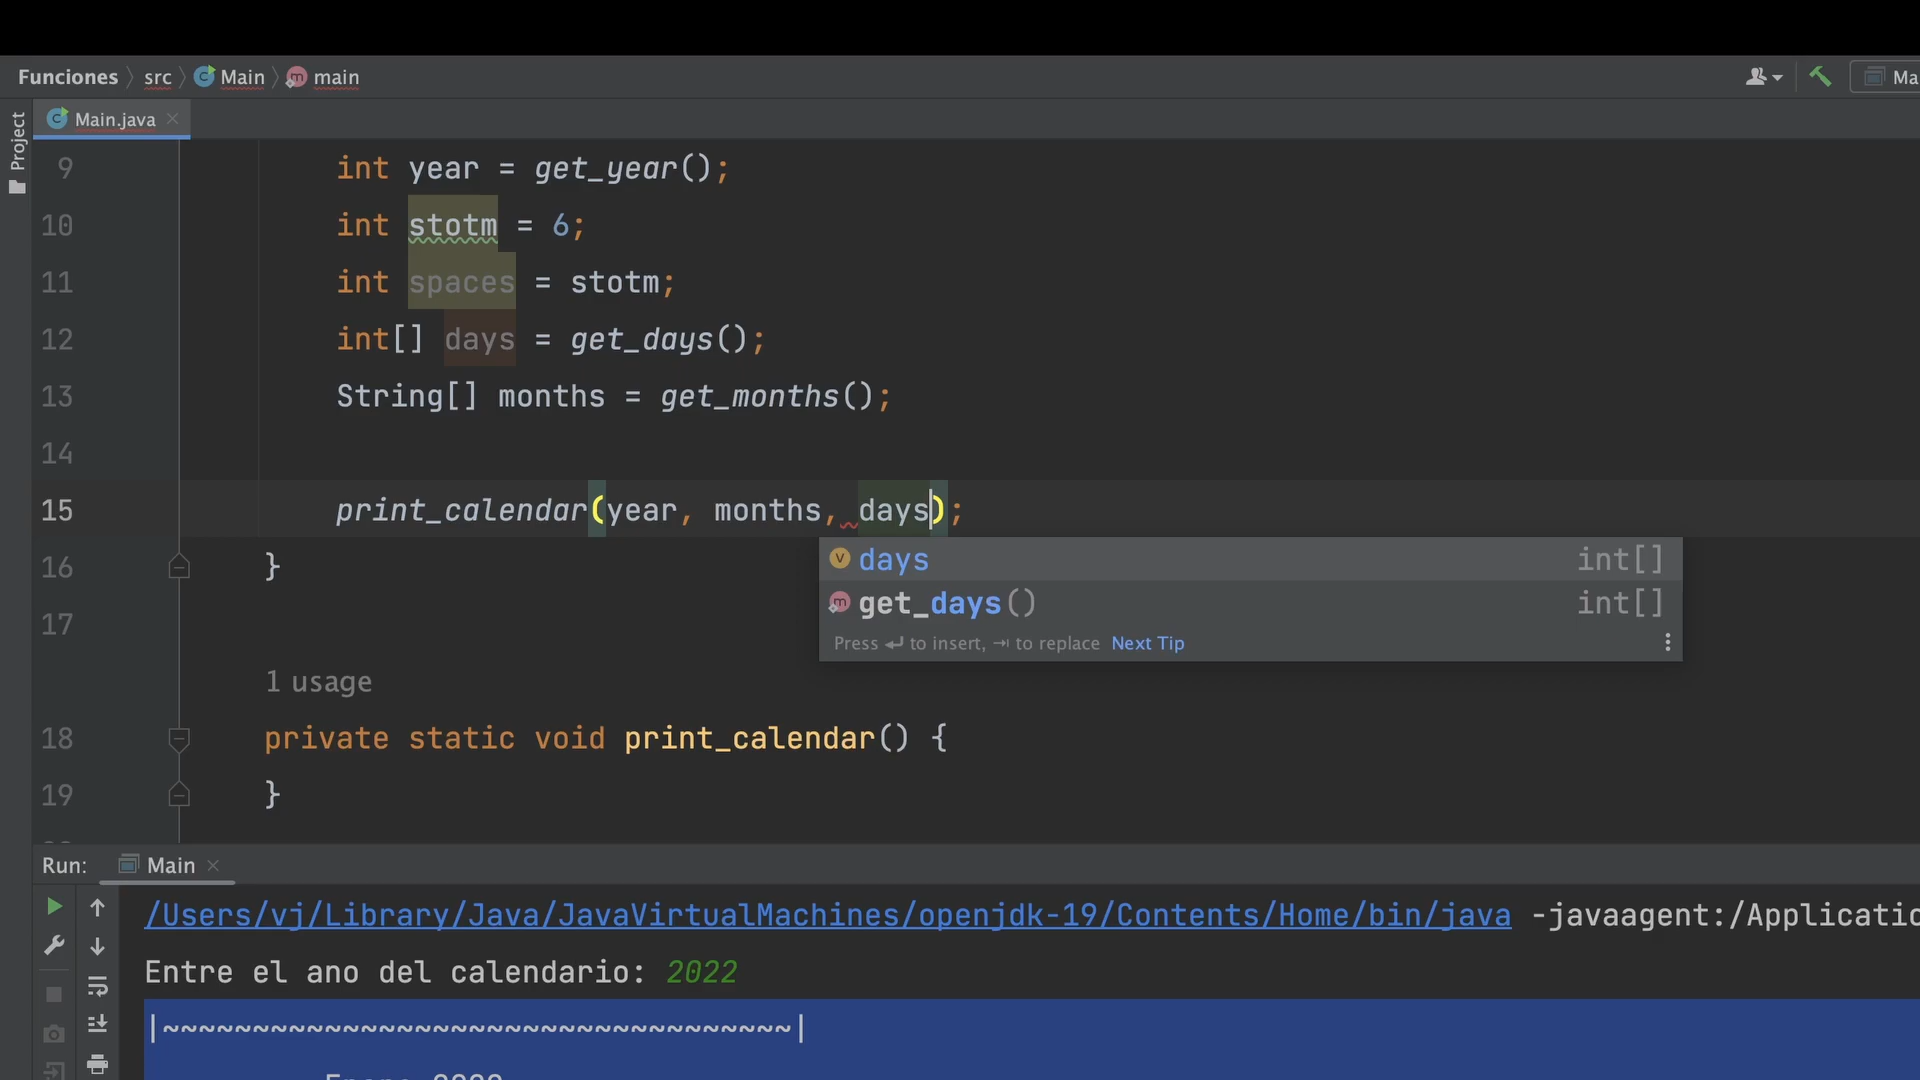 Funciones src Main main
Ma
Main.java
Project
9 int year = get_year();
10 int stotm = 6;
11 int spaces = stotm;
12 int[] days = get_days();
13 String[] months = get_months();
14
15 print_calendar(year, months, days);
days int[]
16 }
get_days() int[]
17
Press ↵ to insert, ⇥ to replace Next Tip
1 usage
18 private static void print_calendar() {
19 }
Run: Main
/Users/vj/Library/Java/JavaVirtualMachines/openjdk-19/Contents/Home/bin/java -javaagent:/Applicatio
Entre el ano del calendario: 2022
|~~~~~~~~~~~~~~~~~~~~~~~~~~~~~~~~~~~|